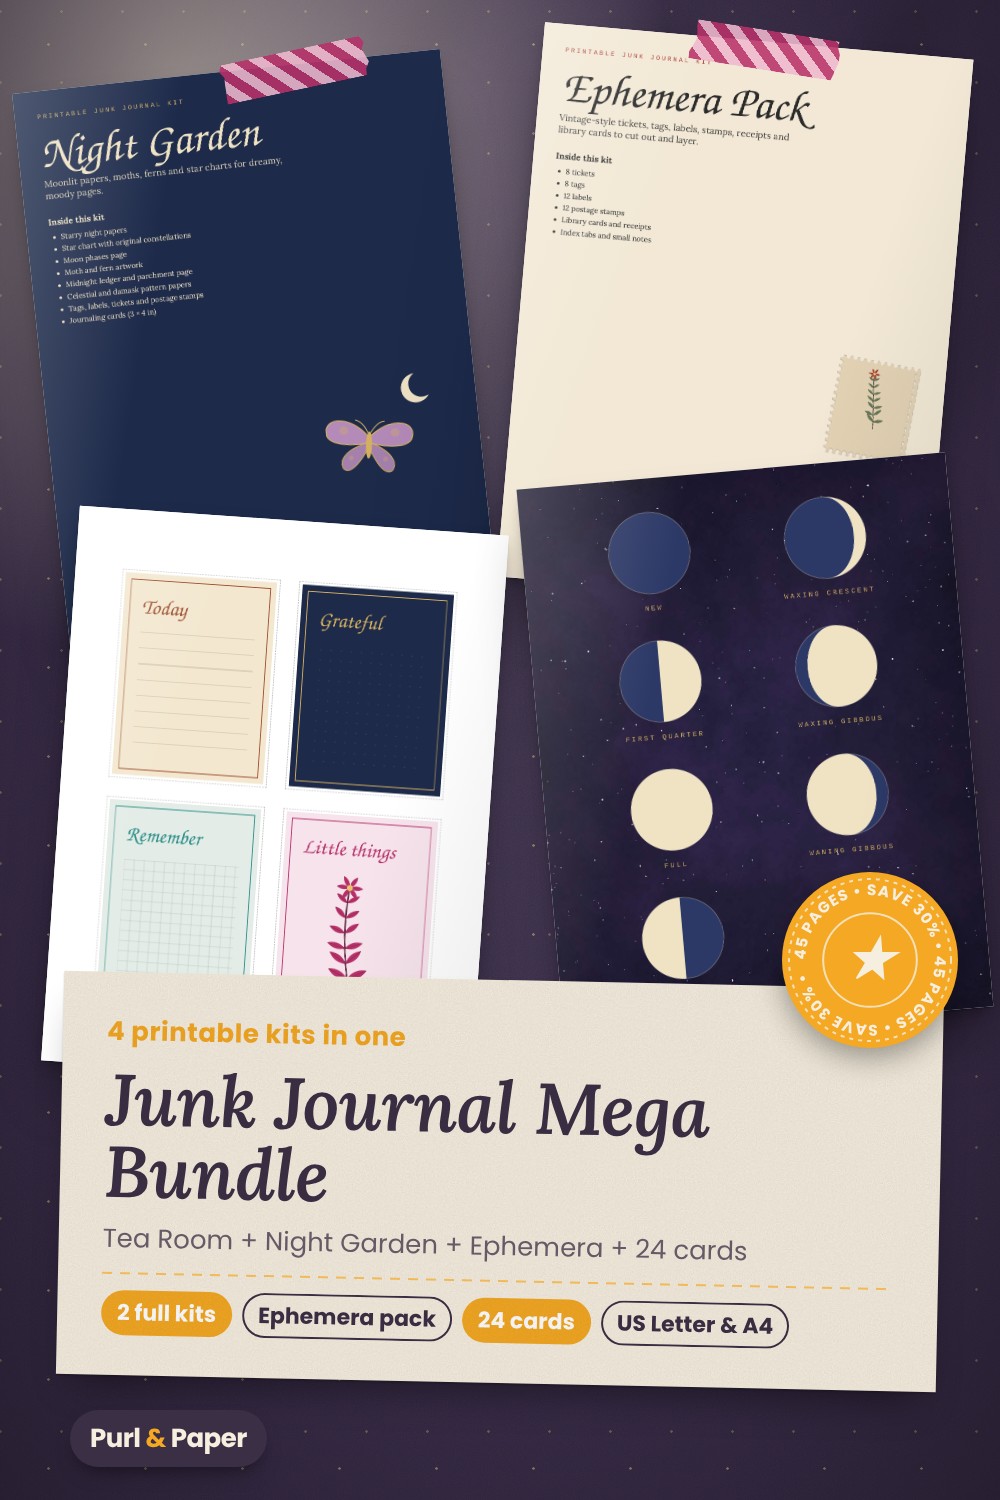 PRINTABLE JUNK JOURNAL KIT
Night Garden
Moonlit papers, moths, ferns and star charts for dreamy,
moody pages.
Inside this kit
• Starry night papers
• Star chart with original constellations
• Moon phases page
• Moth and fern artwork
• Midnight ledger and parchment page
• Celestial and damask pattern papers
• Tags, labels, tickets and postage stamps
• Journaling cards (3 × 4 in)
PRINTABLE JUNK JOURNAL KIT
Ephemera Pack
Vintage-style tickets, tags, labels, stamps, receipts and
library cards to cut out and layer.
Inside this kit
• 8 tickets
• 8 tags
• 12 labels
• 12 postage stamps
• Library cards and receipts
• Index tabs and small notes
Today
Grateful
Remember
Little things
NEW
WAXING CRESCENT
FIRST QUARTER
WAXING GIBBOUS
FULL
WANING GIBBOUS
45 PAGES • SAVE 30% • 45 PAGES • SAVE 30% •
4 printable kits in one
Junk Journal Mega
Bundle
Tea Room + Night Garden + Ephemera + 24 cards
2 full kits
Ephemera pack
24 cards
US Letter & A4
Purl & Paper